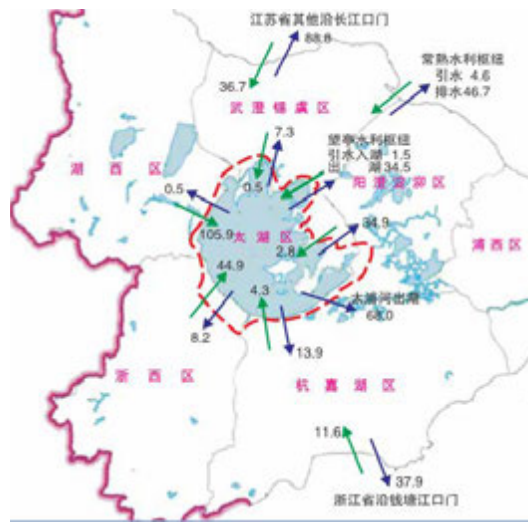 江苏省其他沿长江口门
88.8
36.7
常熟水利枢纽
引水 4.6
排水46.7
武澄锡虞区
7.3
望亭水利枢纽
引水入湖 1.5
出 湖 34.5
湖西区
0.5
0.5
阳澄淀泖区
105.9
太湖区
34.9
2.8
浦西区
44.9
4.3
太浦河出湖
68.0
8.2
13.9
浙西区
杭嘉湖区
11.6
37.9
浙江省沿钱塘江口门